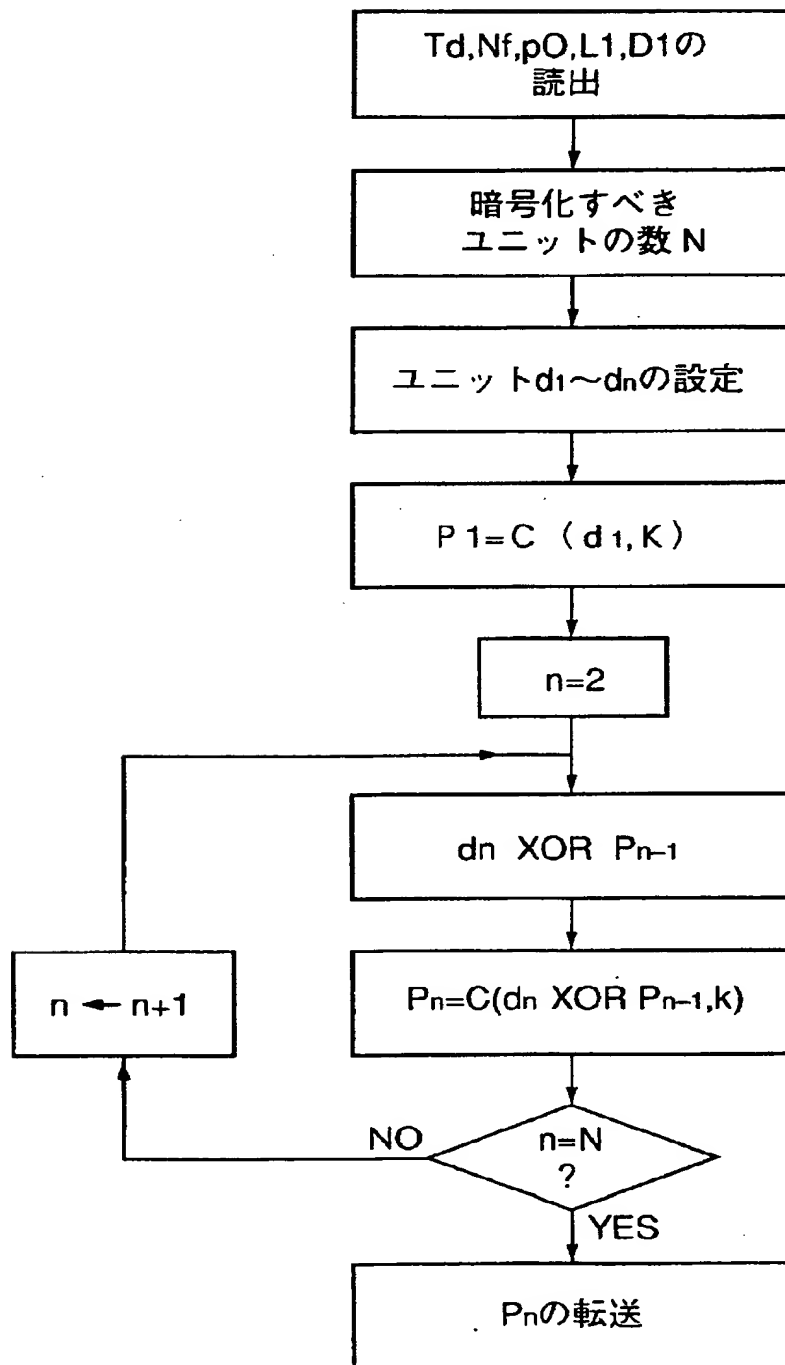 Td,Nf,pO,L1,D1の
読出
暗号化すべき
ユニットの数 N
ユニットd1〜dnの設定
P1=C (d1,K)
n=2
dn XOR Pn-1
n ← n+1
Pn=C(dn XOR Pn-1,k)
NO
n=N
?
YES
Pnの転送